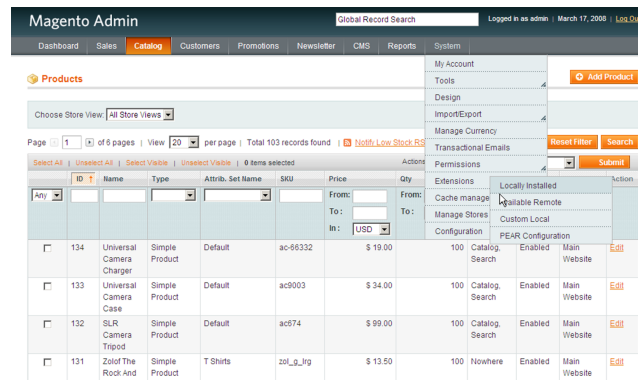 Magento Admin
Global Record Search
Logged in as admin | March 17, 2008 | Log Ou
Dashboard Sales Catalog Customers Promotions Newsletter CMS Reports System
My Account
Tools
Design
Import/Export
Manage Currency
Transactional Emails
Permissions
Extensions
Cache manage
Manage Stores
Configuration
Locally Installed
Available Remote
Custom Local
PEAR Configuration
Products
Add Product
Choose Store View: All Store Views
Page 1 of 6 pages | View 20 per page | Total 103 records found | Notify Low Stock RS
Reset Filter Search
Select All | Unselect All | Select Visible | Unselect Visible | 0 items selected
Actions
Submit
ID Name Type Attrib. Set Name SKU Price Qty Action
Any
From: From:
To: To:
In: USD
134 Universal Camera Charger Simple Product Default ac-66332 $ 19.00 100 Catalog, Search Enabled Main Website Edit
133 Universal Camera Case Simple Product Default ac9003 $ 34.00 100 Catalog, Search Enabled Main Website Edit
132 SLR Camera Tripod Simple Product Default ac674 $ 99.00 100 Catalog, Search Enabled Main Website Edit
131 Zolof The Rock And Simple Product T Shirts zol_g_lrg $ 13.50 100 Nowhere Enabled Main Website Edit